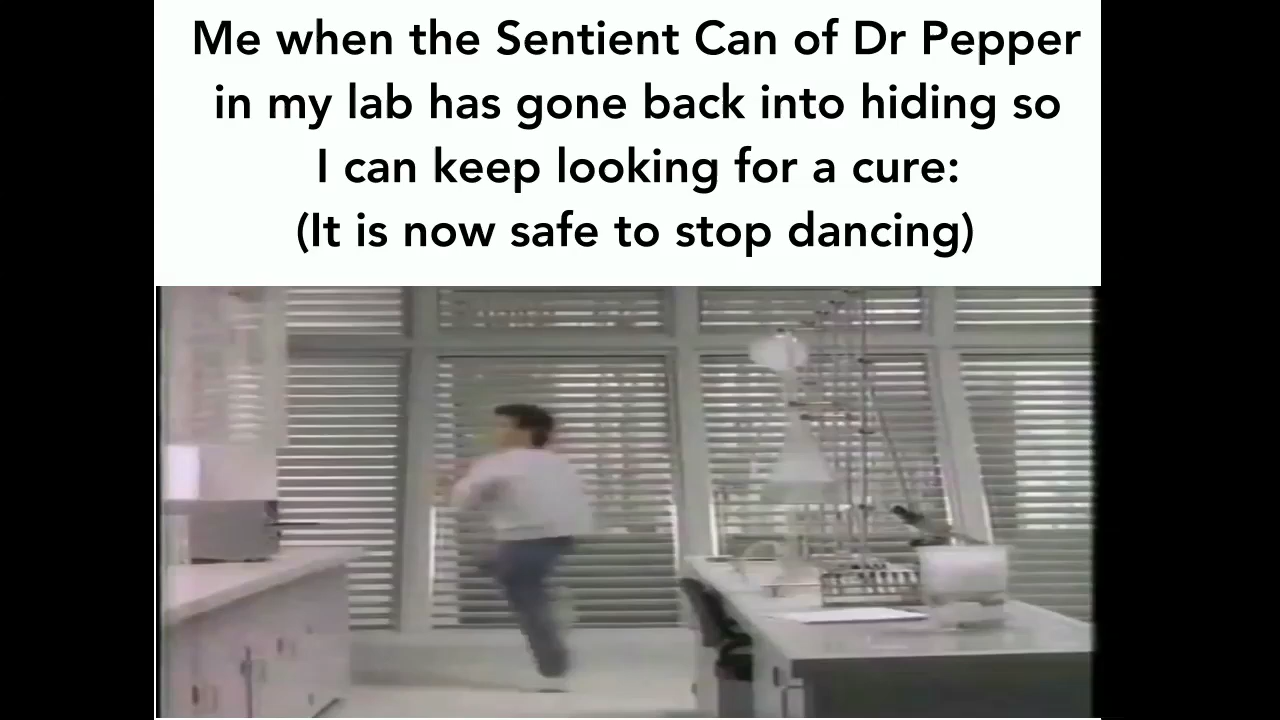 Me when the Sentient Can of Dr Pepper
in my lab has gone back into hiding so
I can keep looking for a cure:
(It is now safe to stop dancing)